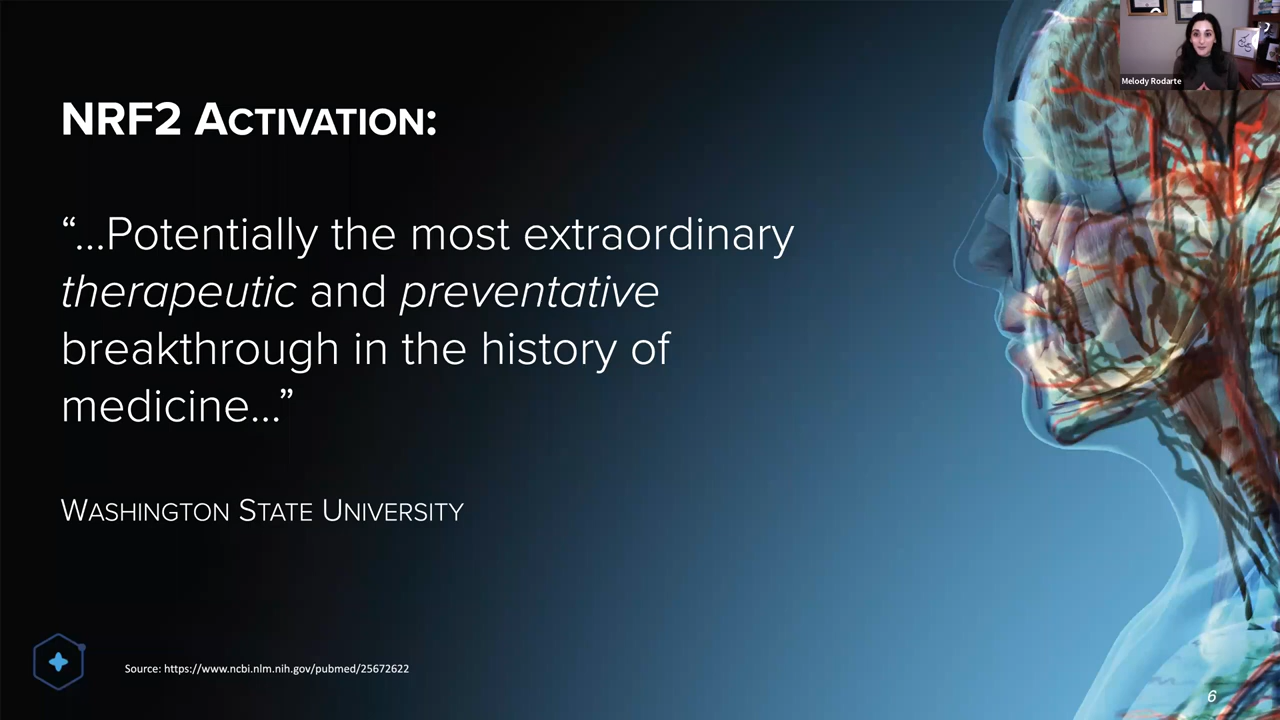 Melody Rodarte
NRF2 ACTIVATION:
“...Potentially the most extraordinary
therapeutic and preventative
breakthrough in the history of
medicine...”
WASHINGTON STATE UNIVERSITY
Source: https://www.ncbi.nlm.nih.gov/pubmed/25672622
6